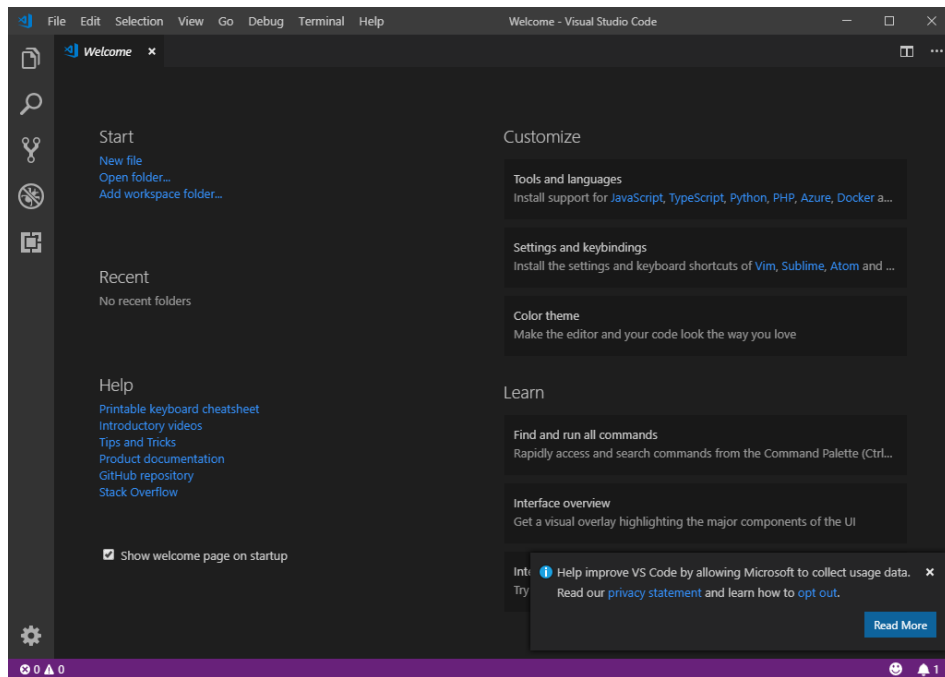 File Edit Selection View Go Debug Terminal Help Welcome - Visual Studio Code
Welcome
Start
New file
Open folder...
Add workspace folder...
Recent
No recent folders
Help
Printable keyboard cheatsheet
Introductory videos
Tips and Tricks
Product documentation
GitHub repository
Stack Overflow
Show welcome page on startup
Customize
Tools and languages
Install support for JavaScript, TypeScript, Python, PHP, Azure, Docker a...
Settings and keybindings
Install the settings and keyboard shortcuts of Vim, Sublime, Atom and ...
Color theme
Make the editor and your code look the way you love
Learn
Find and run all commands
Rapidly access and search commands from the Command Palette (Ctrl...
Interface overview
Get a visual overlay highlighting the major components of the UI
Try
Help improve VS Code by allowing Microsoft to collect usage data.
Read our privacy statement and learn how to opt out.
Read More
0 0
1